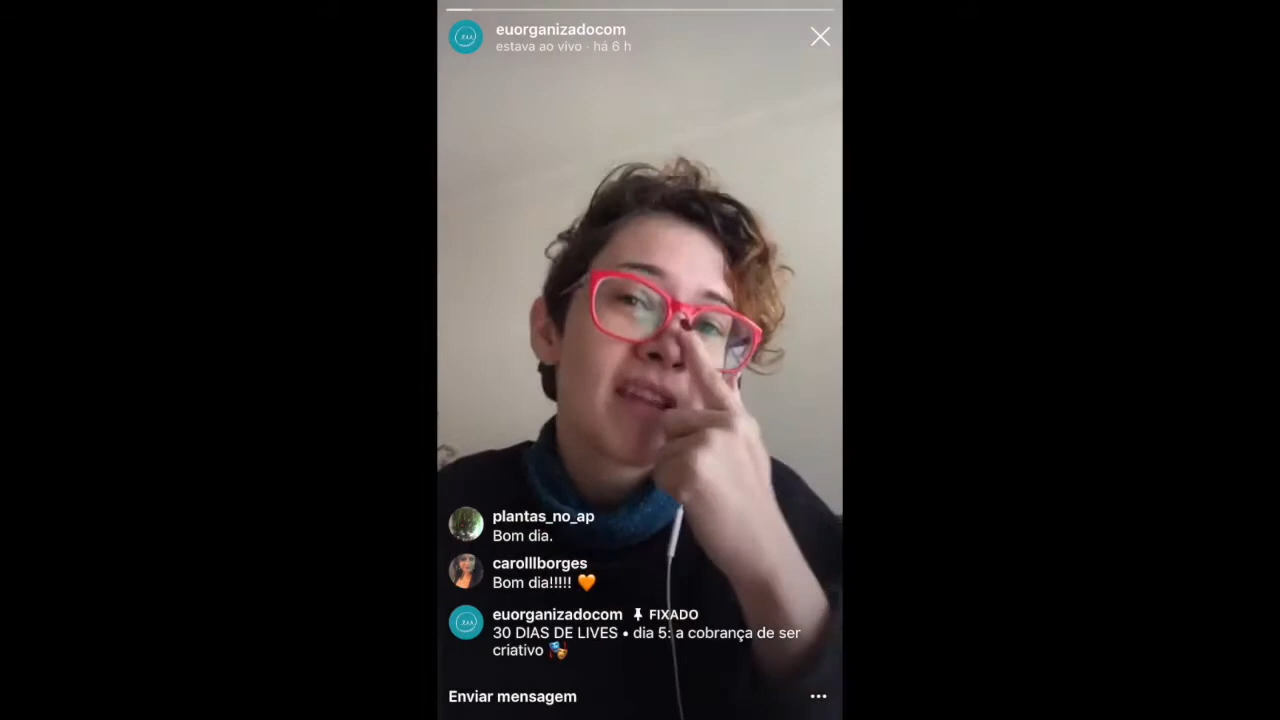 euorganizadocom
estava ao vivo · há 6 h
plantas_no_ap
Bom dia.
carolllborges
Bom dia!!!!! 🧡
euorganizadocom FIXADO
30 DIAS DE LIVES • dia 5: a cobrança de ser
criativo 🎭
Enviar mensagem